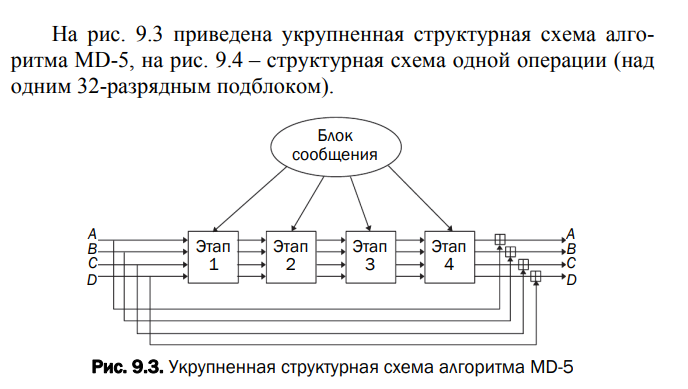 На рис. 9.3 приведена укрупненная структурная схема алго-
ритма MD-5, на рис. 9.4 – структурная схема одной операции (над
одним 32-разрядным подблоком).
Блок
сообщения
A
B
C
D
Этап
1
Этап
2
Этап
3
Этап
4
A
B
C
D
Рис. 9.3. Укрупненная структурная схема алгоритма MD-5